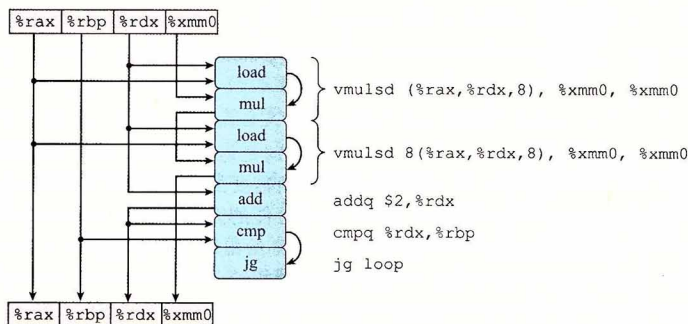 %rax %rbp %rdx %xmm0
load
mul
vmulsd (%rax,%rdx,8), %xmm0, %xmm0
load
mul
vmulsd 8(%rax,%rdx,8), %xmm0, %xmm0
add addq $2,%rdx
cmp cmpq %rdx,%rbp
jg jg loop
%rax %rbp %rdx %xmm0